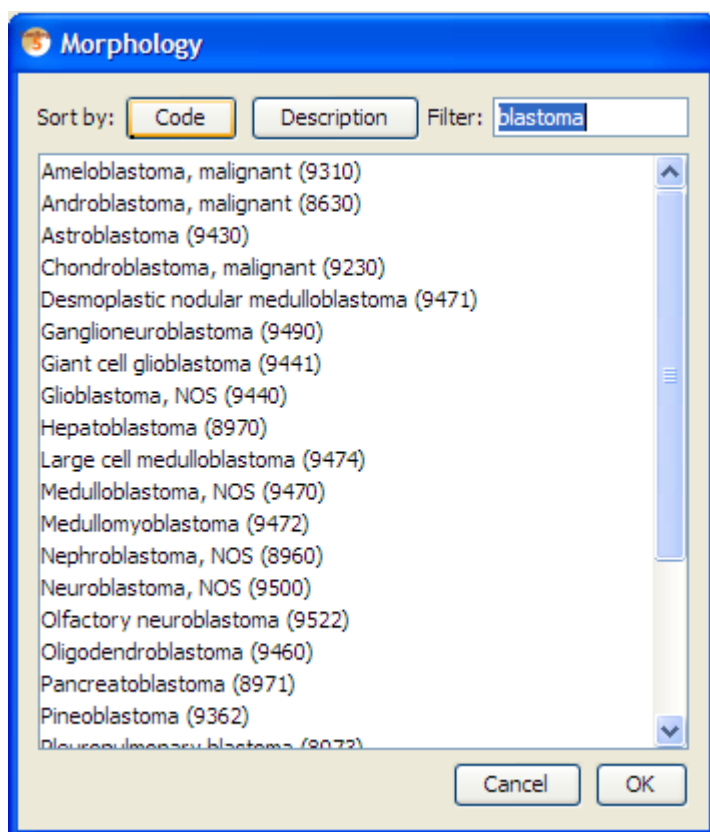 Morphology
Sort by: Code Description Filter: blastoma
Ameloblastoma, malignant (9310)
Androblastoma, malignant (8630)
Astroblastoma (9430)
Chondroblastoma, malignant (9230)
Desmoplastic nodular medulloblastoma (9471)
Ganglioneuroblastoma (9490)
Giant cell glioblastoma (9441)
Glioblastoma, NOS (9440)
Hepatoblastoma (8970)
Large cell medulloblastoma (9474)
Medulloblastoma, NOS (9470)
Medullomyoblastoma (9472)
Nephroblastoma, NOS (8960)
Neuroblastoma, NOS (9500)
Olfactory neuroblastoma (9522)
Oligodendroblastoma (9460)
Pancreatoblastoma (8971)
Pineoblastoma (9362)
Pleuropulmonary blastoma (8973)
Cancel OK